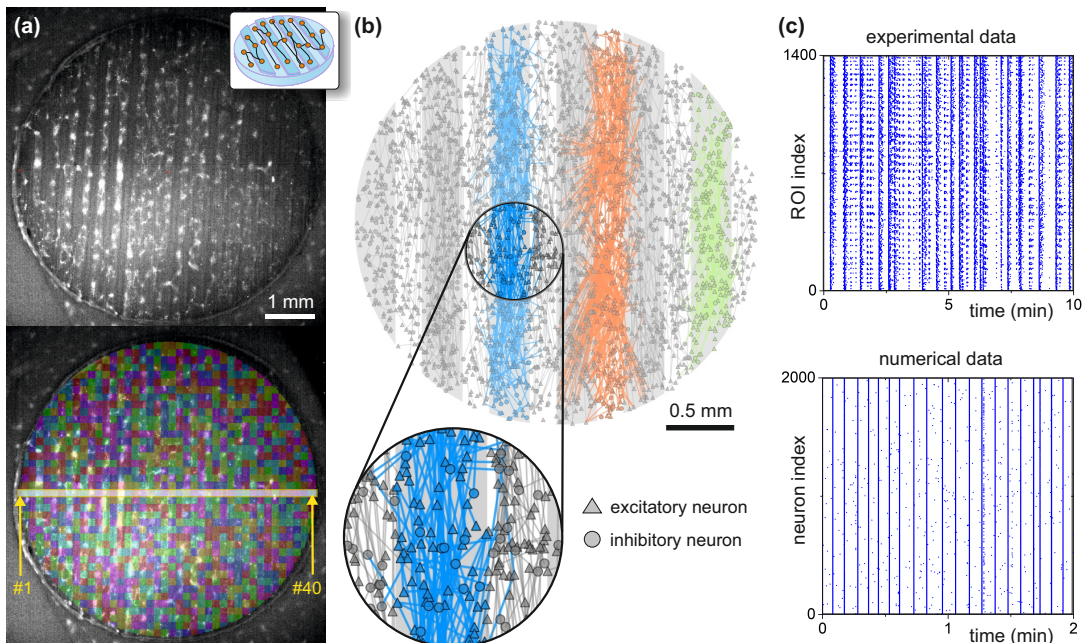 (a)
1 mm
#1
#40
(b)
0.5 mm
excitatory neuron
inhibitory neuron
(c)
experimental data
1400
ROI index
0
0
5
10
time (min)
numerical data
2000
neuron index
0
0
1
2
time (min)